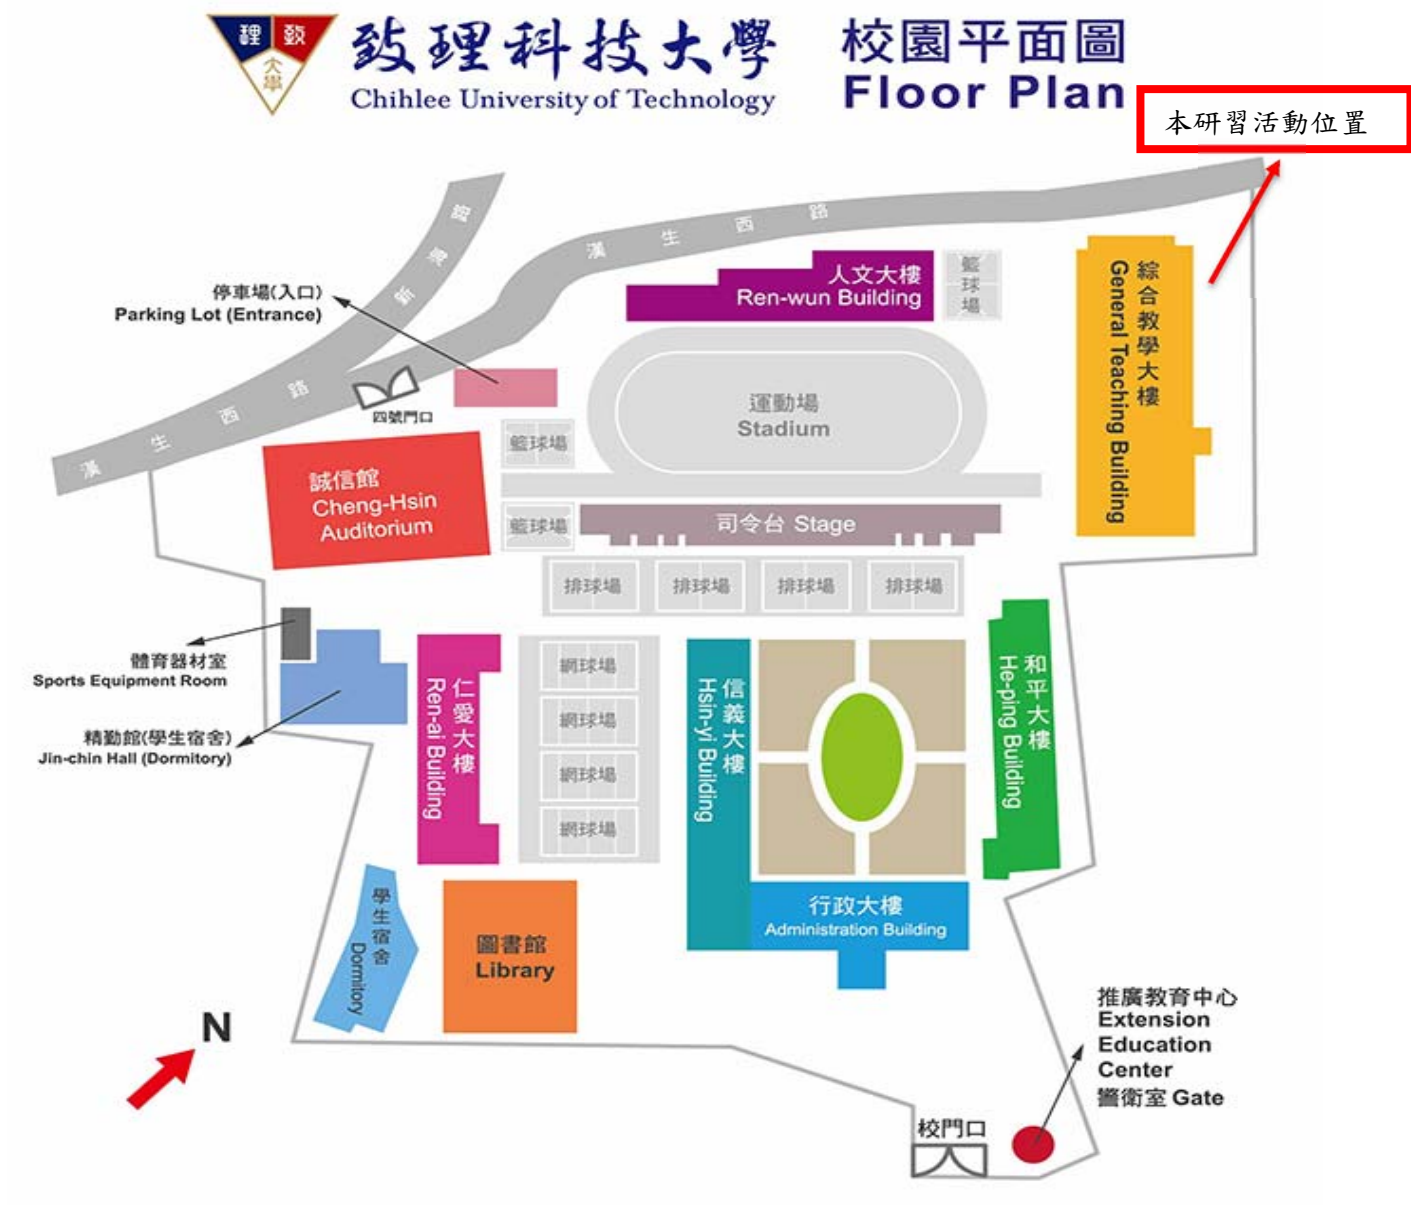 理 致
大學
致理科技大學
Chihlee University of Technology
校園平面圖
Floor Plan
本研習活動位置
新海路
漢生西路
漢生西路
停車場(入口)
Parking Lot (Entrance)
四號門口
人文大樓
Ren-wun Building
籃球場
綜合教學大樓
General Teaching Building
運動場
Stadium
籃球場
誠信館
Cheng-Hsin
Auditorium
籃球場
司令台 Stage
排球場
排球場
排球場
排球場
體育器材室
Sports Equipment Room
精勤館(學生宿舍)
Jin-chin Hall (Dormitory)
仁愛大樓
Ren-ai Building
網球場
網球場
網球場
網球場
信義大樓
Hsin-yi Building
和平大樓
He-ping Building
學生宿舍
Dormitory
圖書館
Library
行政大樓
Administration Building
N
推廣教育中心
Extension
Education
Center
警衛室 Gate
校門口